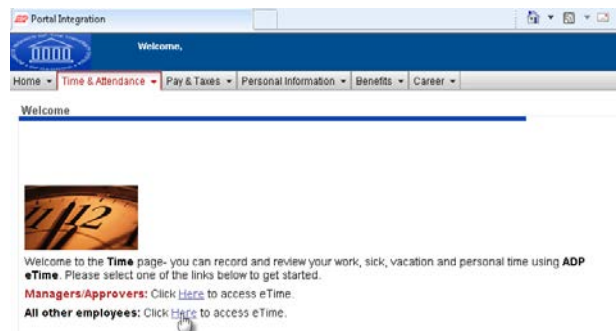 Portal Integration
Welcome,
Home Time & Attendance Pay & Taxes Personal Information Benefits Career
Welcome
11 12
Welcome to the Time page- you can record and review your work, sick, vacation and personal time using ADP
eTime. Please select one of the links below to get started.
Managers/Approvers: Click Here to access eTime.
All other employees: Click Here to access eTime.